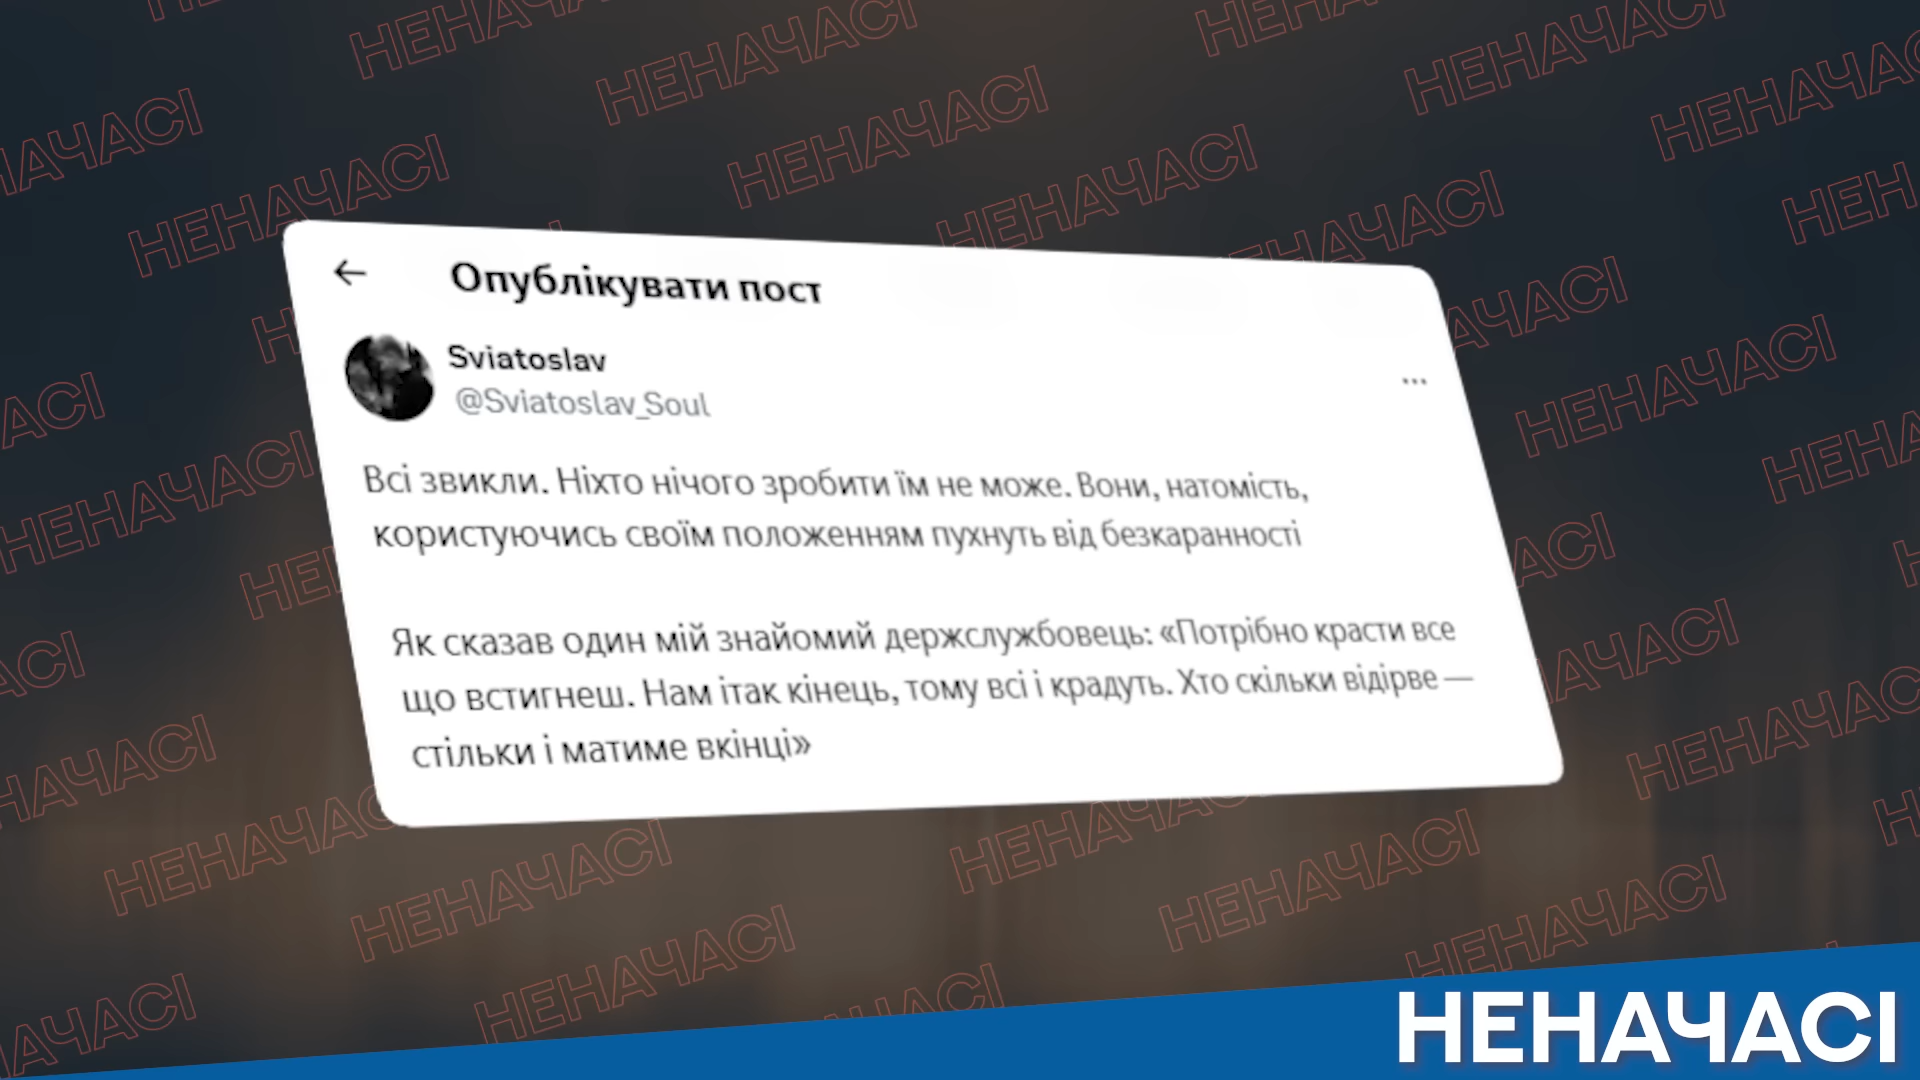 Опублікувати пост
Sviatoslav
@Sviatoslav_Soul
...
Всі звикли. Ніхто нічого зробити їм не може. Вони, натомість,
користуючись своїм положенням пухнуть від безкаранності
Як сказав один мій знайомий держслужбовець: «Потрібно красти все
що встигнеш. Нам ітак кінець, тому всі і крадуть. Хто скільки відірве —
стільки і матиме вкінці»
НЕНАЧАСІ